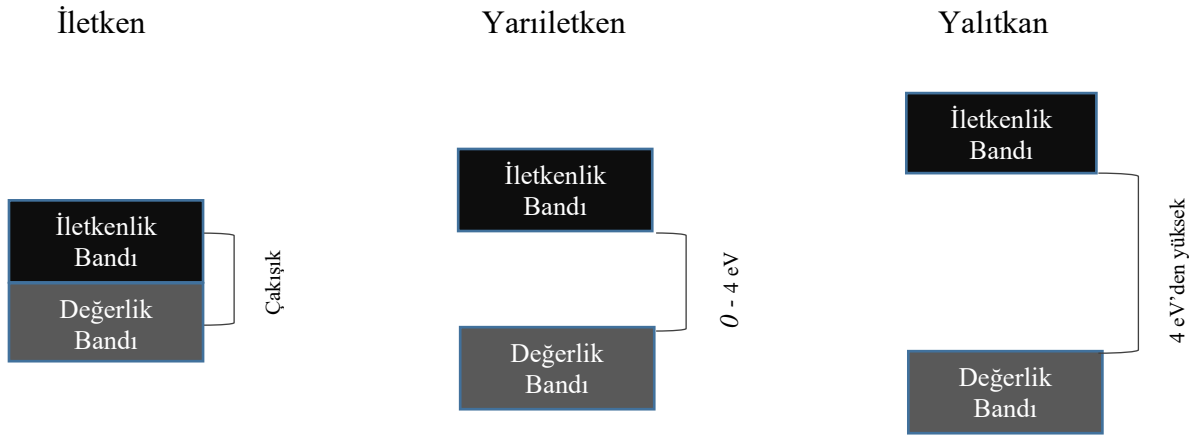 İletken
Yarıiletken
Yalıtkan
İletkenlik
Bandı
Değerlik
Bandı
Çakışık
İletkenlik
Bandı
Değerlik
Bandı
0 - 4 eV
İletkenlik
Bandı
Değerlik
Bandı
4 eV’den yüksek